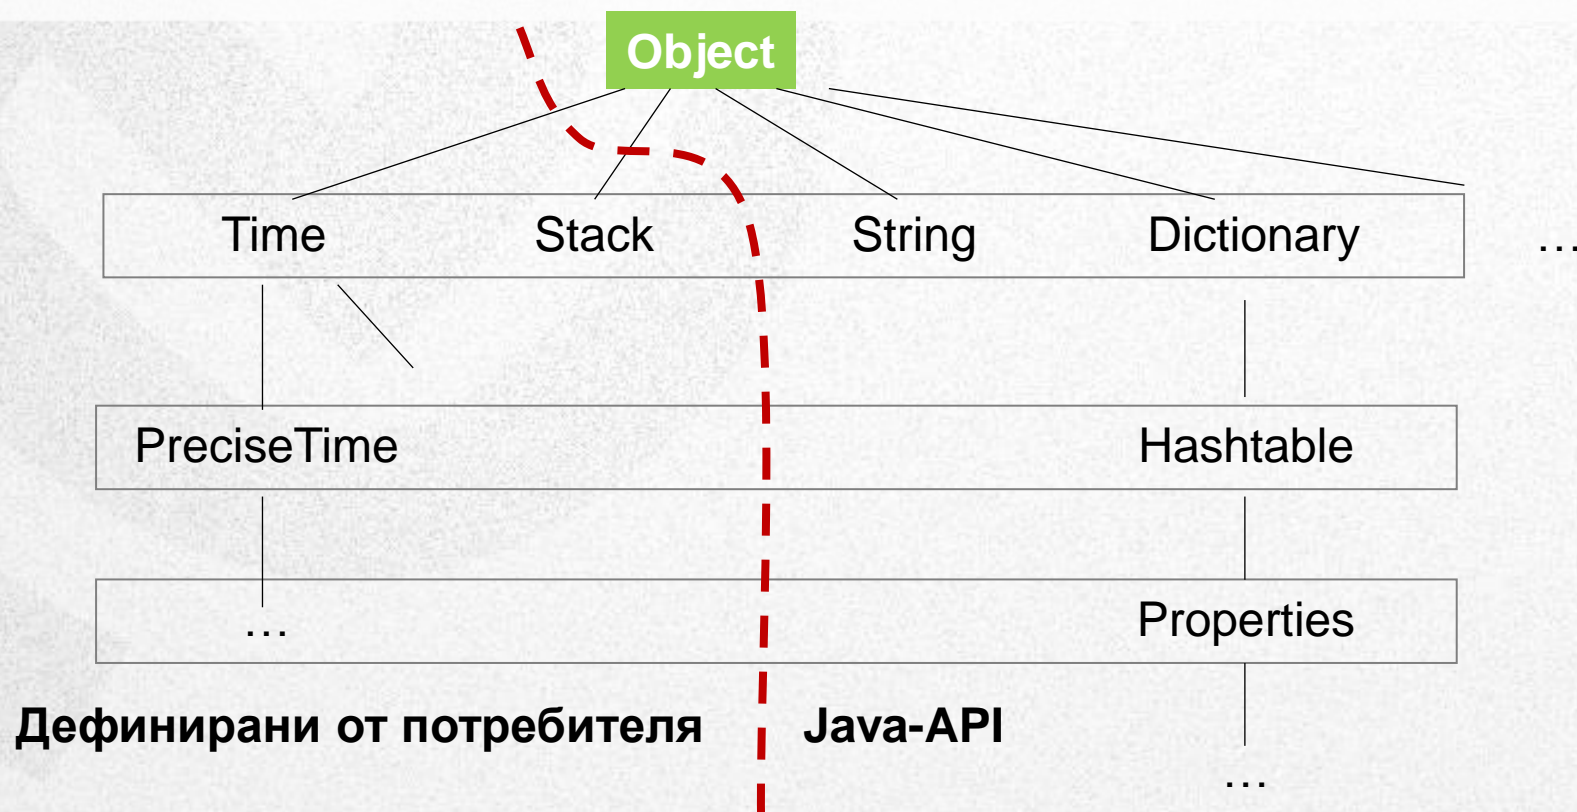 Object
Time Stack String Dictionary …
PreciseTime Hashtable
… Properties
Дефинирани от потребителя Java-API
…